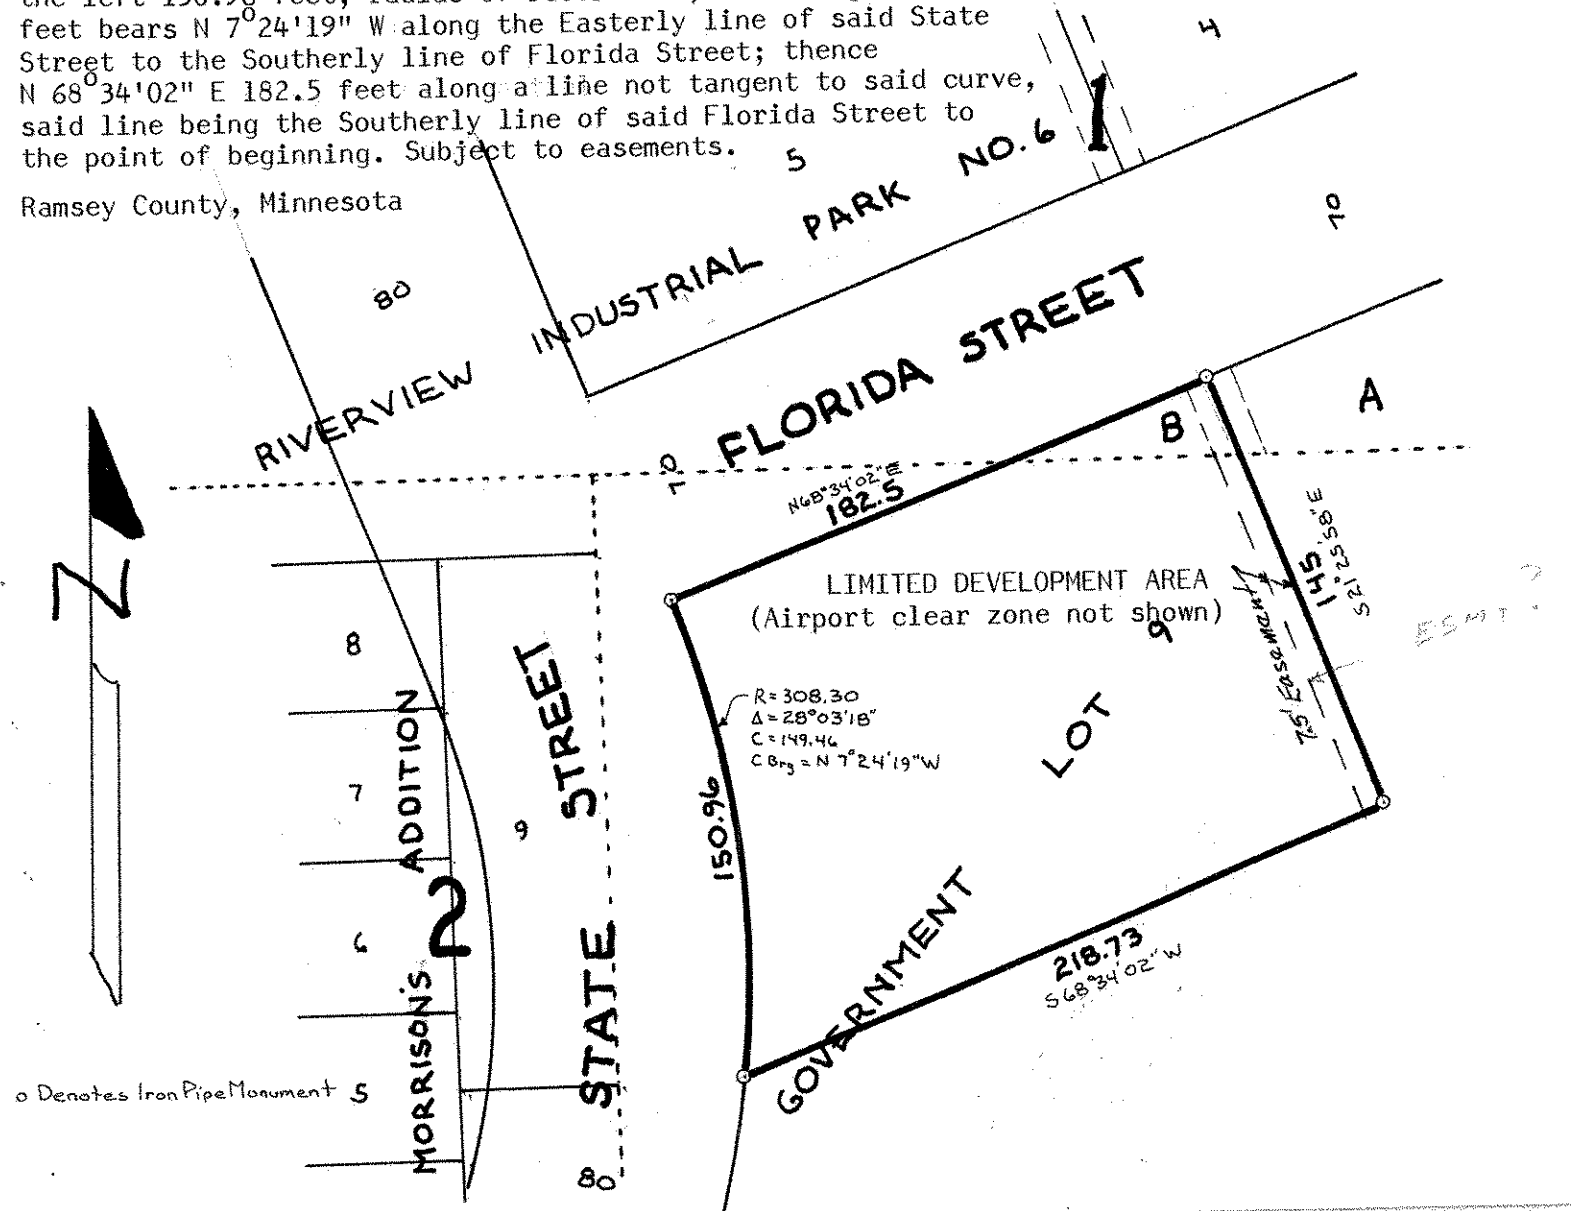 feet bears N 7°24'19" W along the Easterly line of said State
Street to the Southerly line of Florida Street; thence
N 68°34'02" E 182.5 feet along a line not tangent to said curve,
said line being the Southerly line of said Florida Street to
the point of beginning. Subject to easements.
Ramsey County, Minnesota
4
5
1
RIVERVIEW INDUSTRIAL PARK NO. 6
80
70
FLORIDA STREET
A
B
70
N68°34'02"E
182.5
145
S 21°25'58"E
LIMITED DEVELOPMENT AREA
(Airport clear zone not shown)
9
7.5' Easement
ESMT ?
N
8
7
6
5
9
2
MORRISON'S ADDITION
STATE STREET
R=308.30
Δ=28°03'18"
C=149.46
C Brg = N 7°24'19"W
150.96
GOVERNMENT LOT
218.73
S68°34'02"W
o Denotes Iron Pipe Monument
80